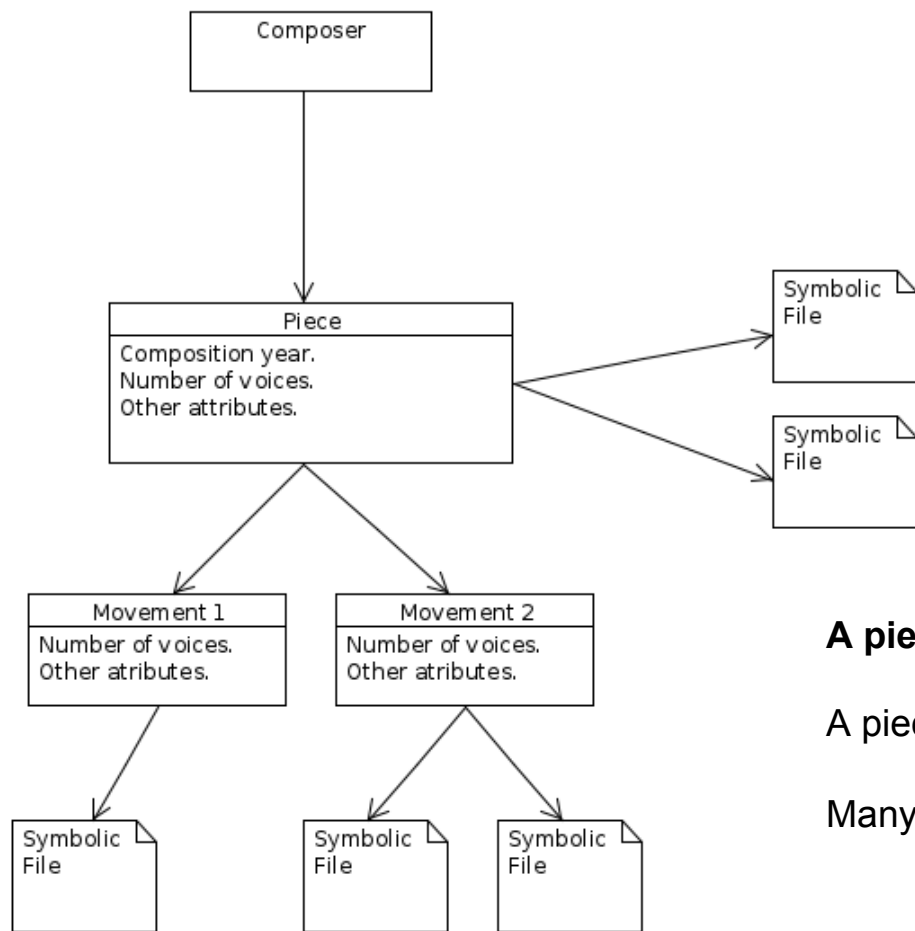 Composer
Piece
Composition year.
Number of voices.
Other attributes.
Symbolic
File
Symbolic
File
Movement 1
Number of voices.
Other atributes.
Movement 2
Number of voices.
Other atributes.
A pie
A pie
Many
Symbolic
File
Symbolic
File
Symbolic
File